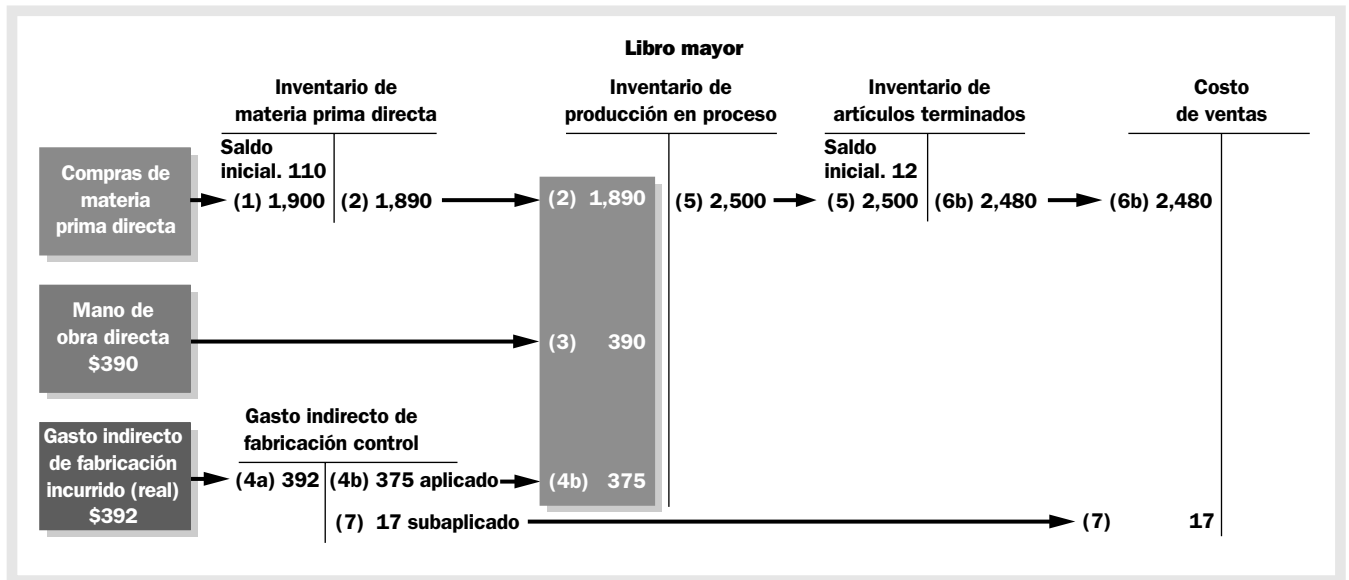 Libro mayor
Inventario de
materia prima directa
Inventario de
producción en proceso
Inventario de
artículos terminados
Costo
de ventas
Compras de
materia
prima directa
Saldo
inicial. 110
(1) 1,900
(2) 1,890
(2) 1,890
(5) 2,500
Saldo
inicial. 12
(5) 2,500
(6b) 2,480
(6b) 2,480
Mano de
obra directa
$390
(3) 390
Gasto indirecto
de fabricación
incurrido (real)
$392
Gasto indirecto de
fabricación control
(4a) 392
(4b) 375 aplicado
(4b) 375
(7) 17 subaplicado
(7) 17